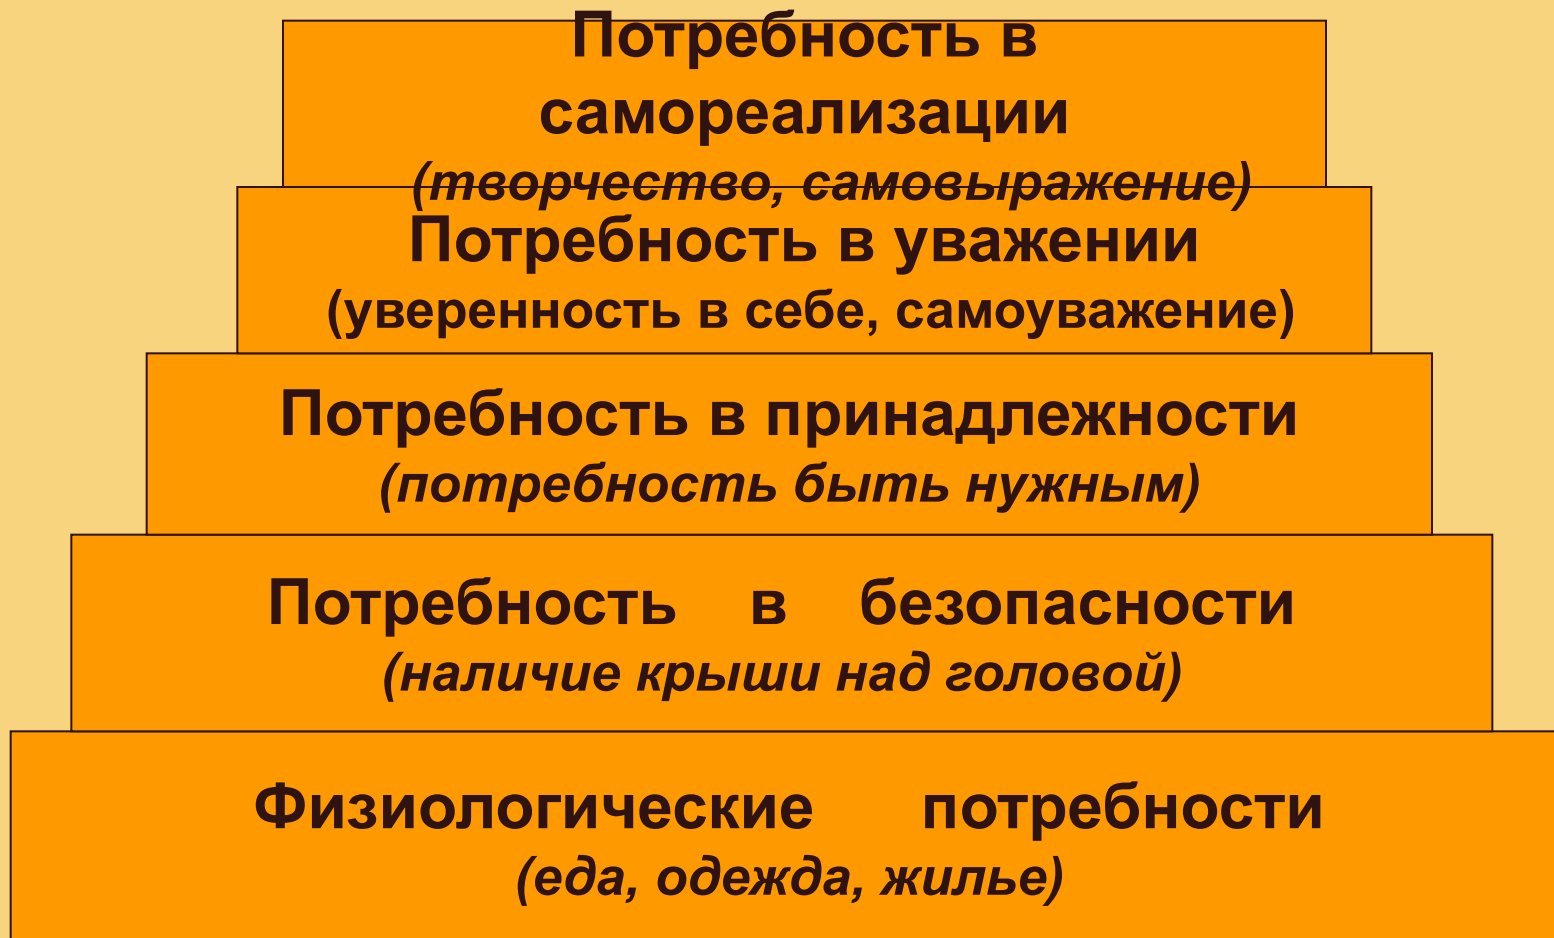 Потребность в
самореализации
(творчество, самовыражение)
Потребность в уважении
(уверенность в себе, самоуважение)
Потребность в принадлежности
(потребность быть нужным)
Потребность в безопасности
(наличие крыши над головой)
Физиологические потребности
(еда, одежда, жилье)